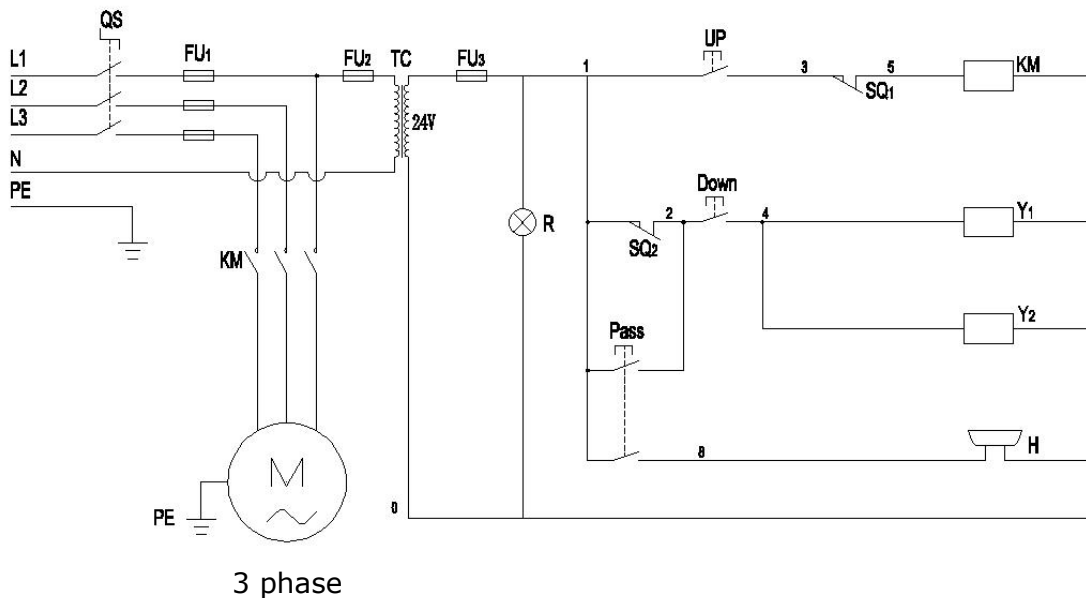 QS
L1
FU1
FU2
TC
FU3
1
UP
3
SQ1
5
KM
L2
L3
24V
N
PE
R
SQ2
2
Down
4
Y1
KM
Y2
Pass
8
H
M
PE
0
3 phase